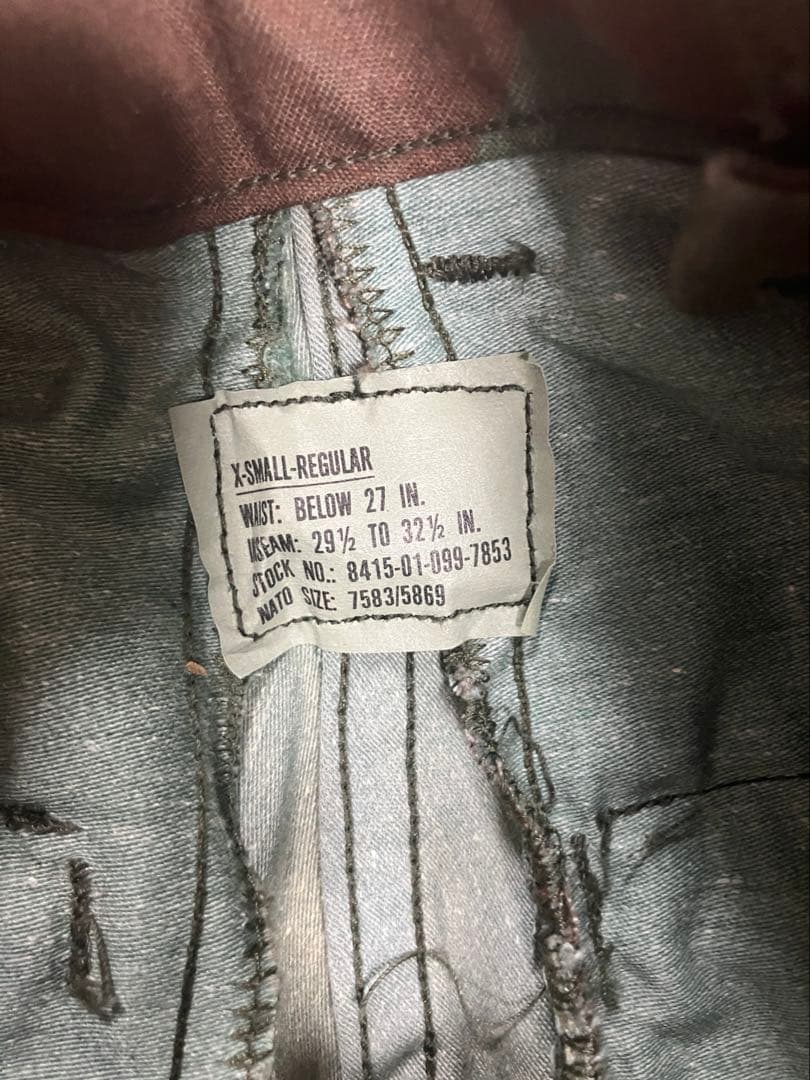 X-SMALL-REGULAR
WAIST: BELOW 27 IN.
INSEAM: 29½ TO 32½ IN.
STOCK NO.: 8415-01-099-7853
NATO SIZE: 7583/5869